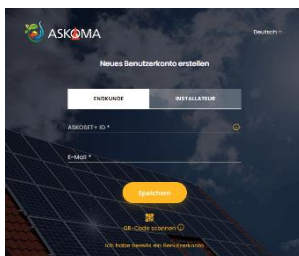 ASKOMA
Deutsch
Neues Benutzerkonto erstellen
ENDKUNDE
INSTALLATEUR
ASKOSET+ ID *
E-Mail *
Speichern
QR-Code scannen
Ich habe bereits ein Benutzerkonto